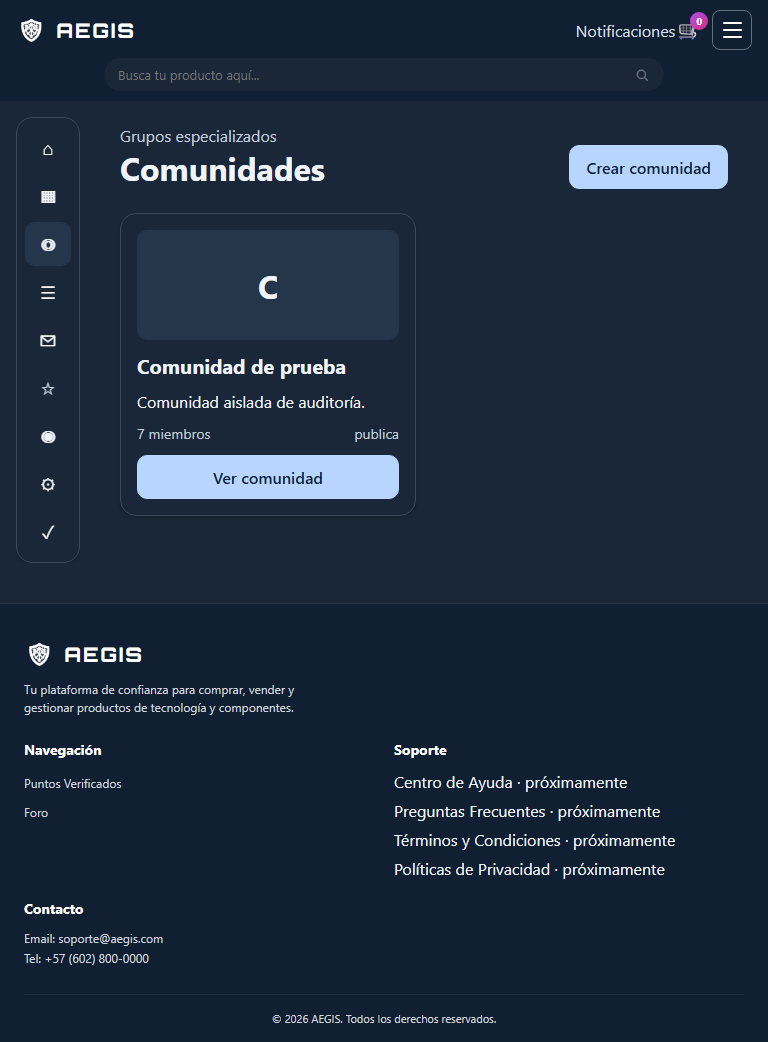 AEGIS
Notificaciones
0
Busca tu producto aquí...
Grupos especializados
Comunidades
Crear comunidad
C
Comunidad de prueba
Comunidad aislada de auditoría.
7 miembros
publica
Ver comunidad
AEGIS
Tu plataforma de confianza para comprar, vender y
gestionar productos de tecnología y componentes.
Navegación
Puntos Verificados
Foro
Soporte
Centro de Ayuda · próximamente
Preguntas Frecuentes · próximamente
Términos y Condiciones · próximamente
Políticas de Privacidad · próximamente
Contacto
Email: soporte@aegis.com
Tel: +57 (602) 800-0000
© 2026 AEGIS. Todos los derechos reservados.